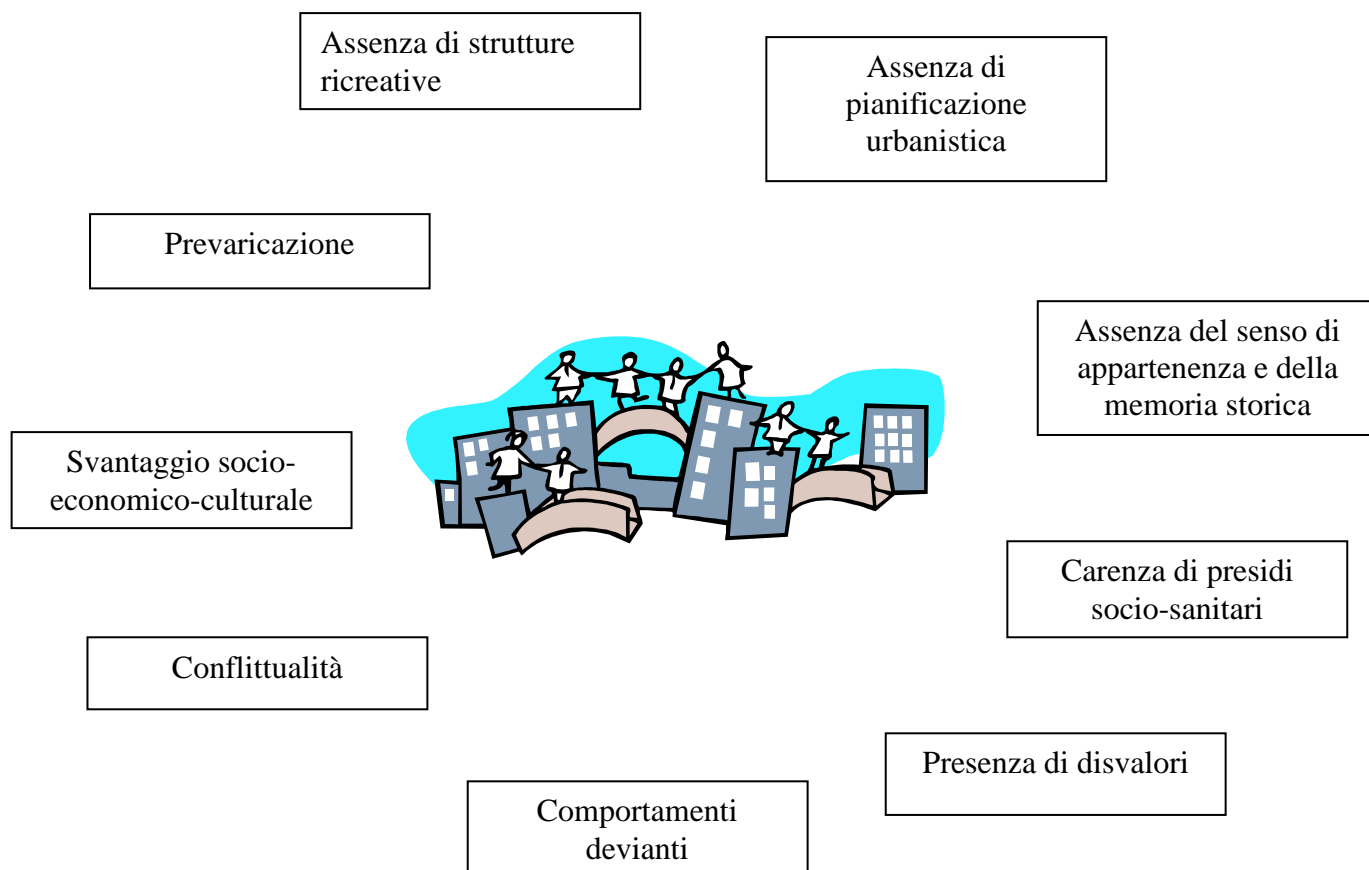 Assenza di strutture
ricreative
Assenza di
pianificazione
urbanistica
Prevaricazione
Assenza del senso di
appartenenza e della
memoria storica
Svantaggio socio-
economico-culturale
Carenza di presidi
socio-sanitari
Conflittualità
Presenza di disvalori
Comportamenti
devianti